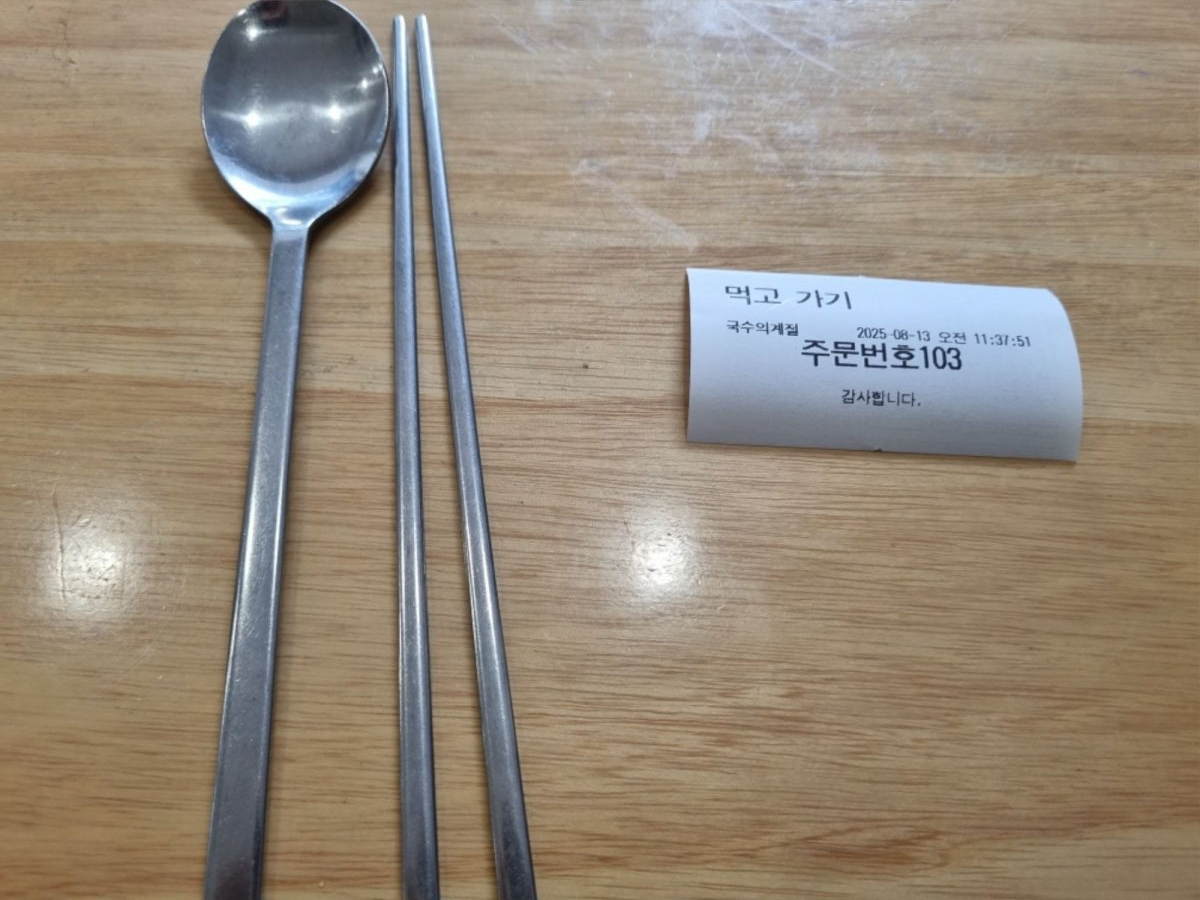 먹고 가기
국수의계절 2025-08-13 오전 11:37:51
주문번호103
감사합니다.